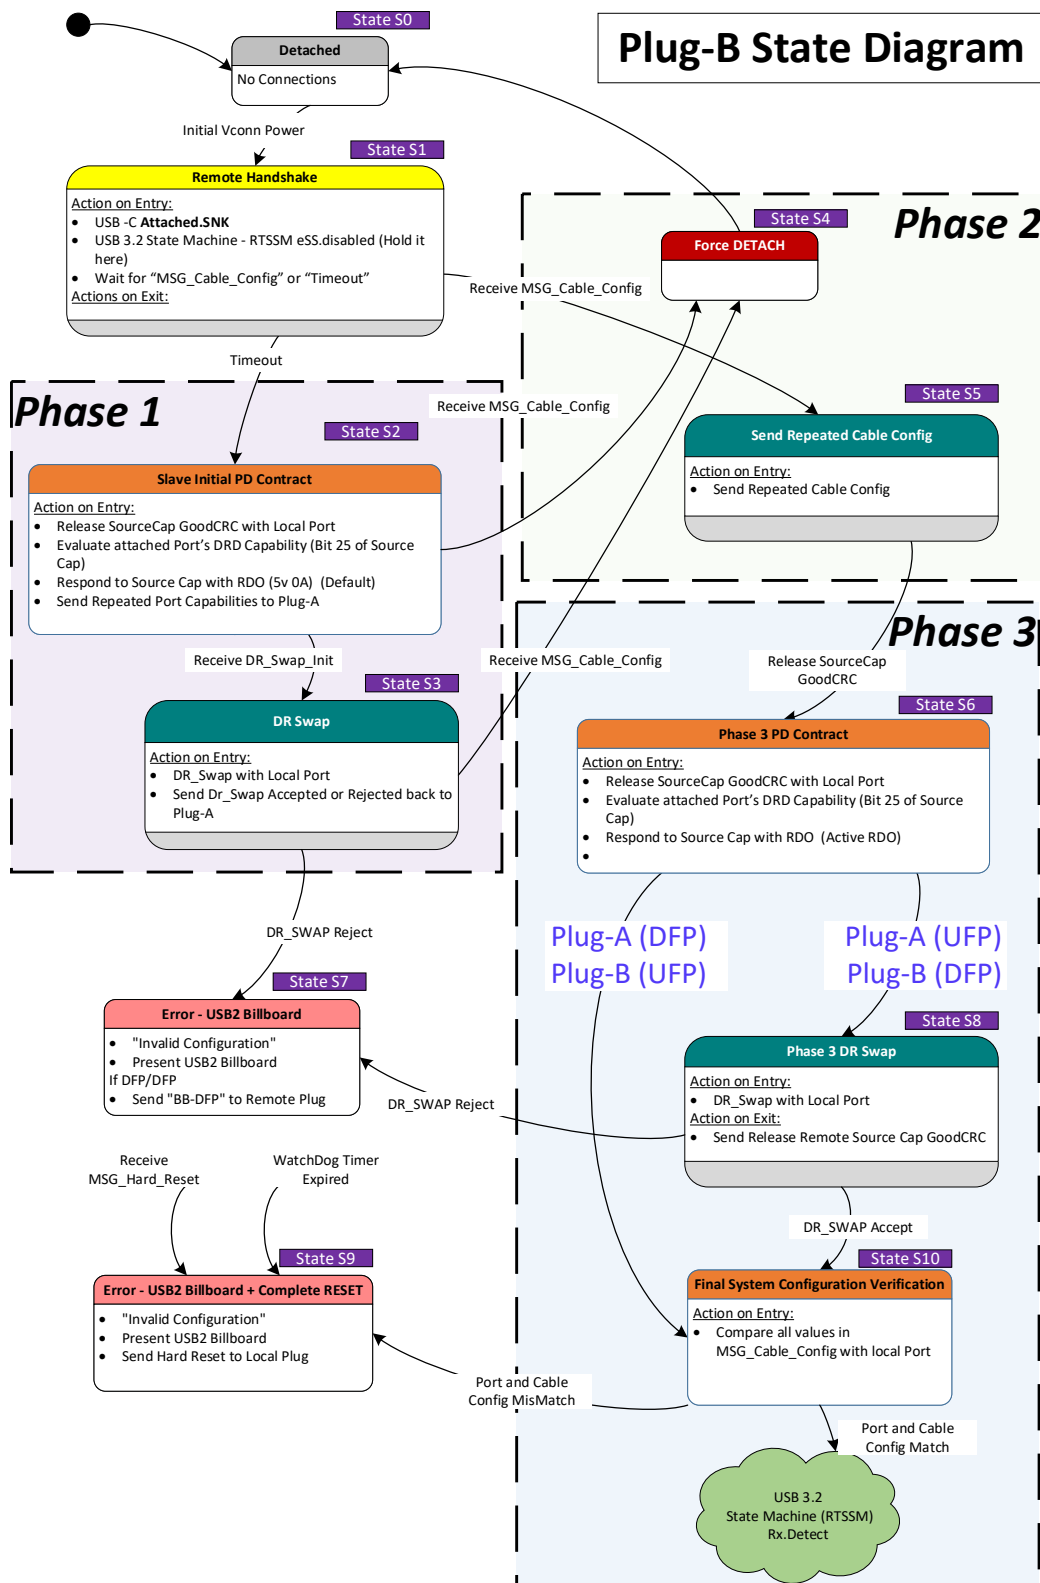 State S0
Plug-B State Diagram
Detached
No Connections
Initial Vconn Power
State S1
Remote Handshake
Action on Entry:
• USB -C Attached.SNK
• USB 3.2 State Machine - RTSSM eSS.disabled (Hold it
here)
• Wait for “MSG_Cable_Config” or “Timeout”
Actions on Exit:
Phase 2
State S4
Force DETACH
Receive MSG_Cable_Config
Timeout
State S5
Send Repeated Cable Config
Action on Entry:
• Send Repeated Cable Config
Phase 1
Receive MSG_Cable_Config
State S2
Slave Initial PD Contract
Action on Entry:
• Release SourceCap GoodCRC with Local Port
• Evaluate attached Port’s DRD Capability (Bit 25 of Source
Cap)
• Respond to Source Cap with RDO (5v 0A) (Default)
• Send Repeated Port Capabilities to Plug-A
Receive DR_Swap_Init
Receive MSG_Cable_Config
State S3
DR Swap
Action on Entry:
• DR_Swap with Local Port
• Send Dr_Swap Accepted or Rejected back to
Plug-A
Phase 3
Release SourceCap
GoodCRC
State S6
Phase 3 PD Contract
Action on Entry:
• Release SourceCap GoodCRC with Local Port
• Evaluate attached Port’s DRD Capability (Bit 25 of Source
Cap)
• Respond to Source Cap with RDO (Active RDO)
•
DR_SWAP Reject
Plug-A (DFP)
Plug-B (UFP)
Plug-A (UFP)
Plug-B (DFP)
State S7
Error - USB2 Billboard
• "Invalid Configuration"
• Present USB2 Billboard
If DFP/DFP
• Send "BB-DFP" to Remote Plug
State S8
Phase 3 DR Swap
Action on Entry:
• DR_Swap with Local Port
Action on Exit:
• Send Release Remote Source Cap GoodCRC
DR_SWAP Reject
Receive
MSG_Hard_Reset
WatchDog Timer
Expired
DR_SWAP Accept
State S9
Error - USB2 Billboard + Complete RESET
• "Invalid Configuration"
• Present USB2 Billboard
• Send Hard Reset to Local Plug
State S10
Final System Configuration Verification
Action on Entry:
• Compare all values in
MSG_Cable_Config with local Port
Port and Cable
Config MisMatch
Port and Cable
Config Match
USB 3.2
State Machine (RTSSM)
Rx.Detect